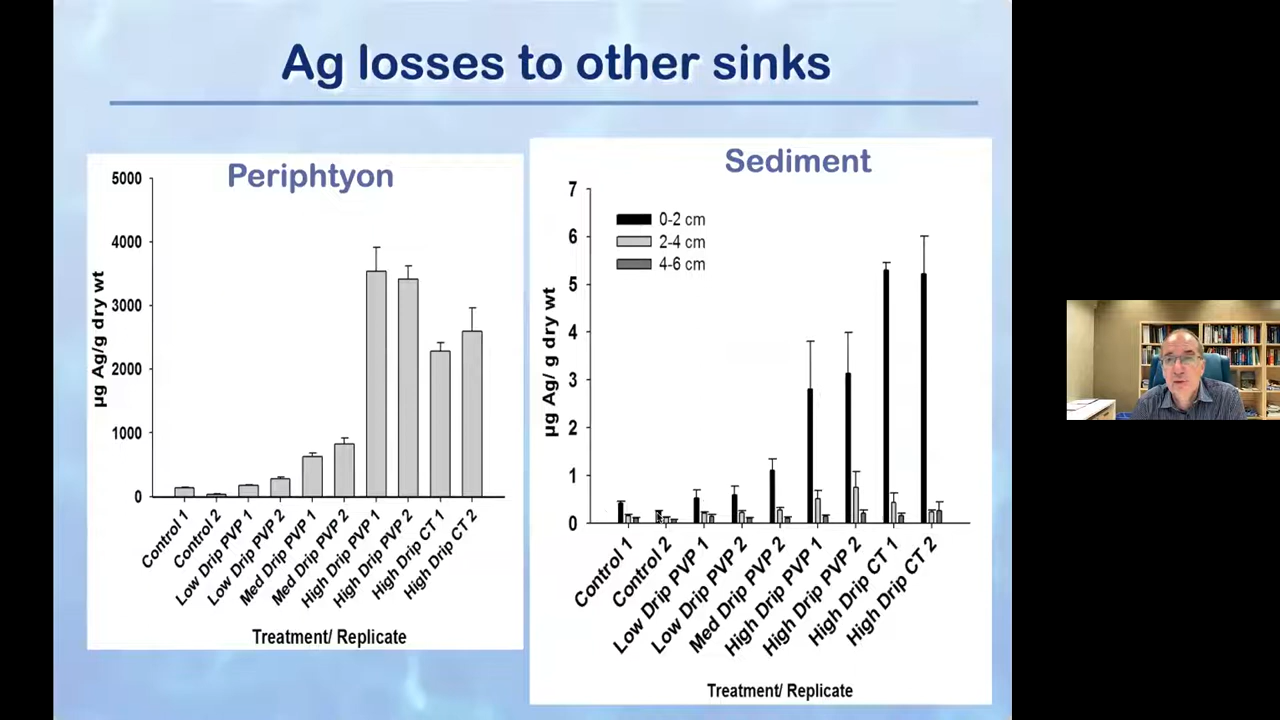 Ag losses to other sinks
Periphtyon
5000
4000
3000
2000
1000
0
µg Ag/g dry wt
Control 1
Control 2
Low Drip PVP 1
Low Drip PVP 2
Med Drip PVP 1
Med Drip PVP 2
High Drip PVP 1
High Drip PVP 2
High Drip CT 1
High Drip CT 2
Treatment/ Replicate
Sediment
7
6
5
4
3
2
1
0
µg Ag/ g dry wt
0-2 cm
2-4 cm
4-6 cm
Control 1
Control 2
Low Drip PVP 1
Low Drip PVP 2
Med Drip PVP 2
High Drip PVP 1
High Drip PVP 2
High Drip CT 1
High Drip CT 2
Treatment/ Replicate